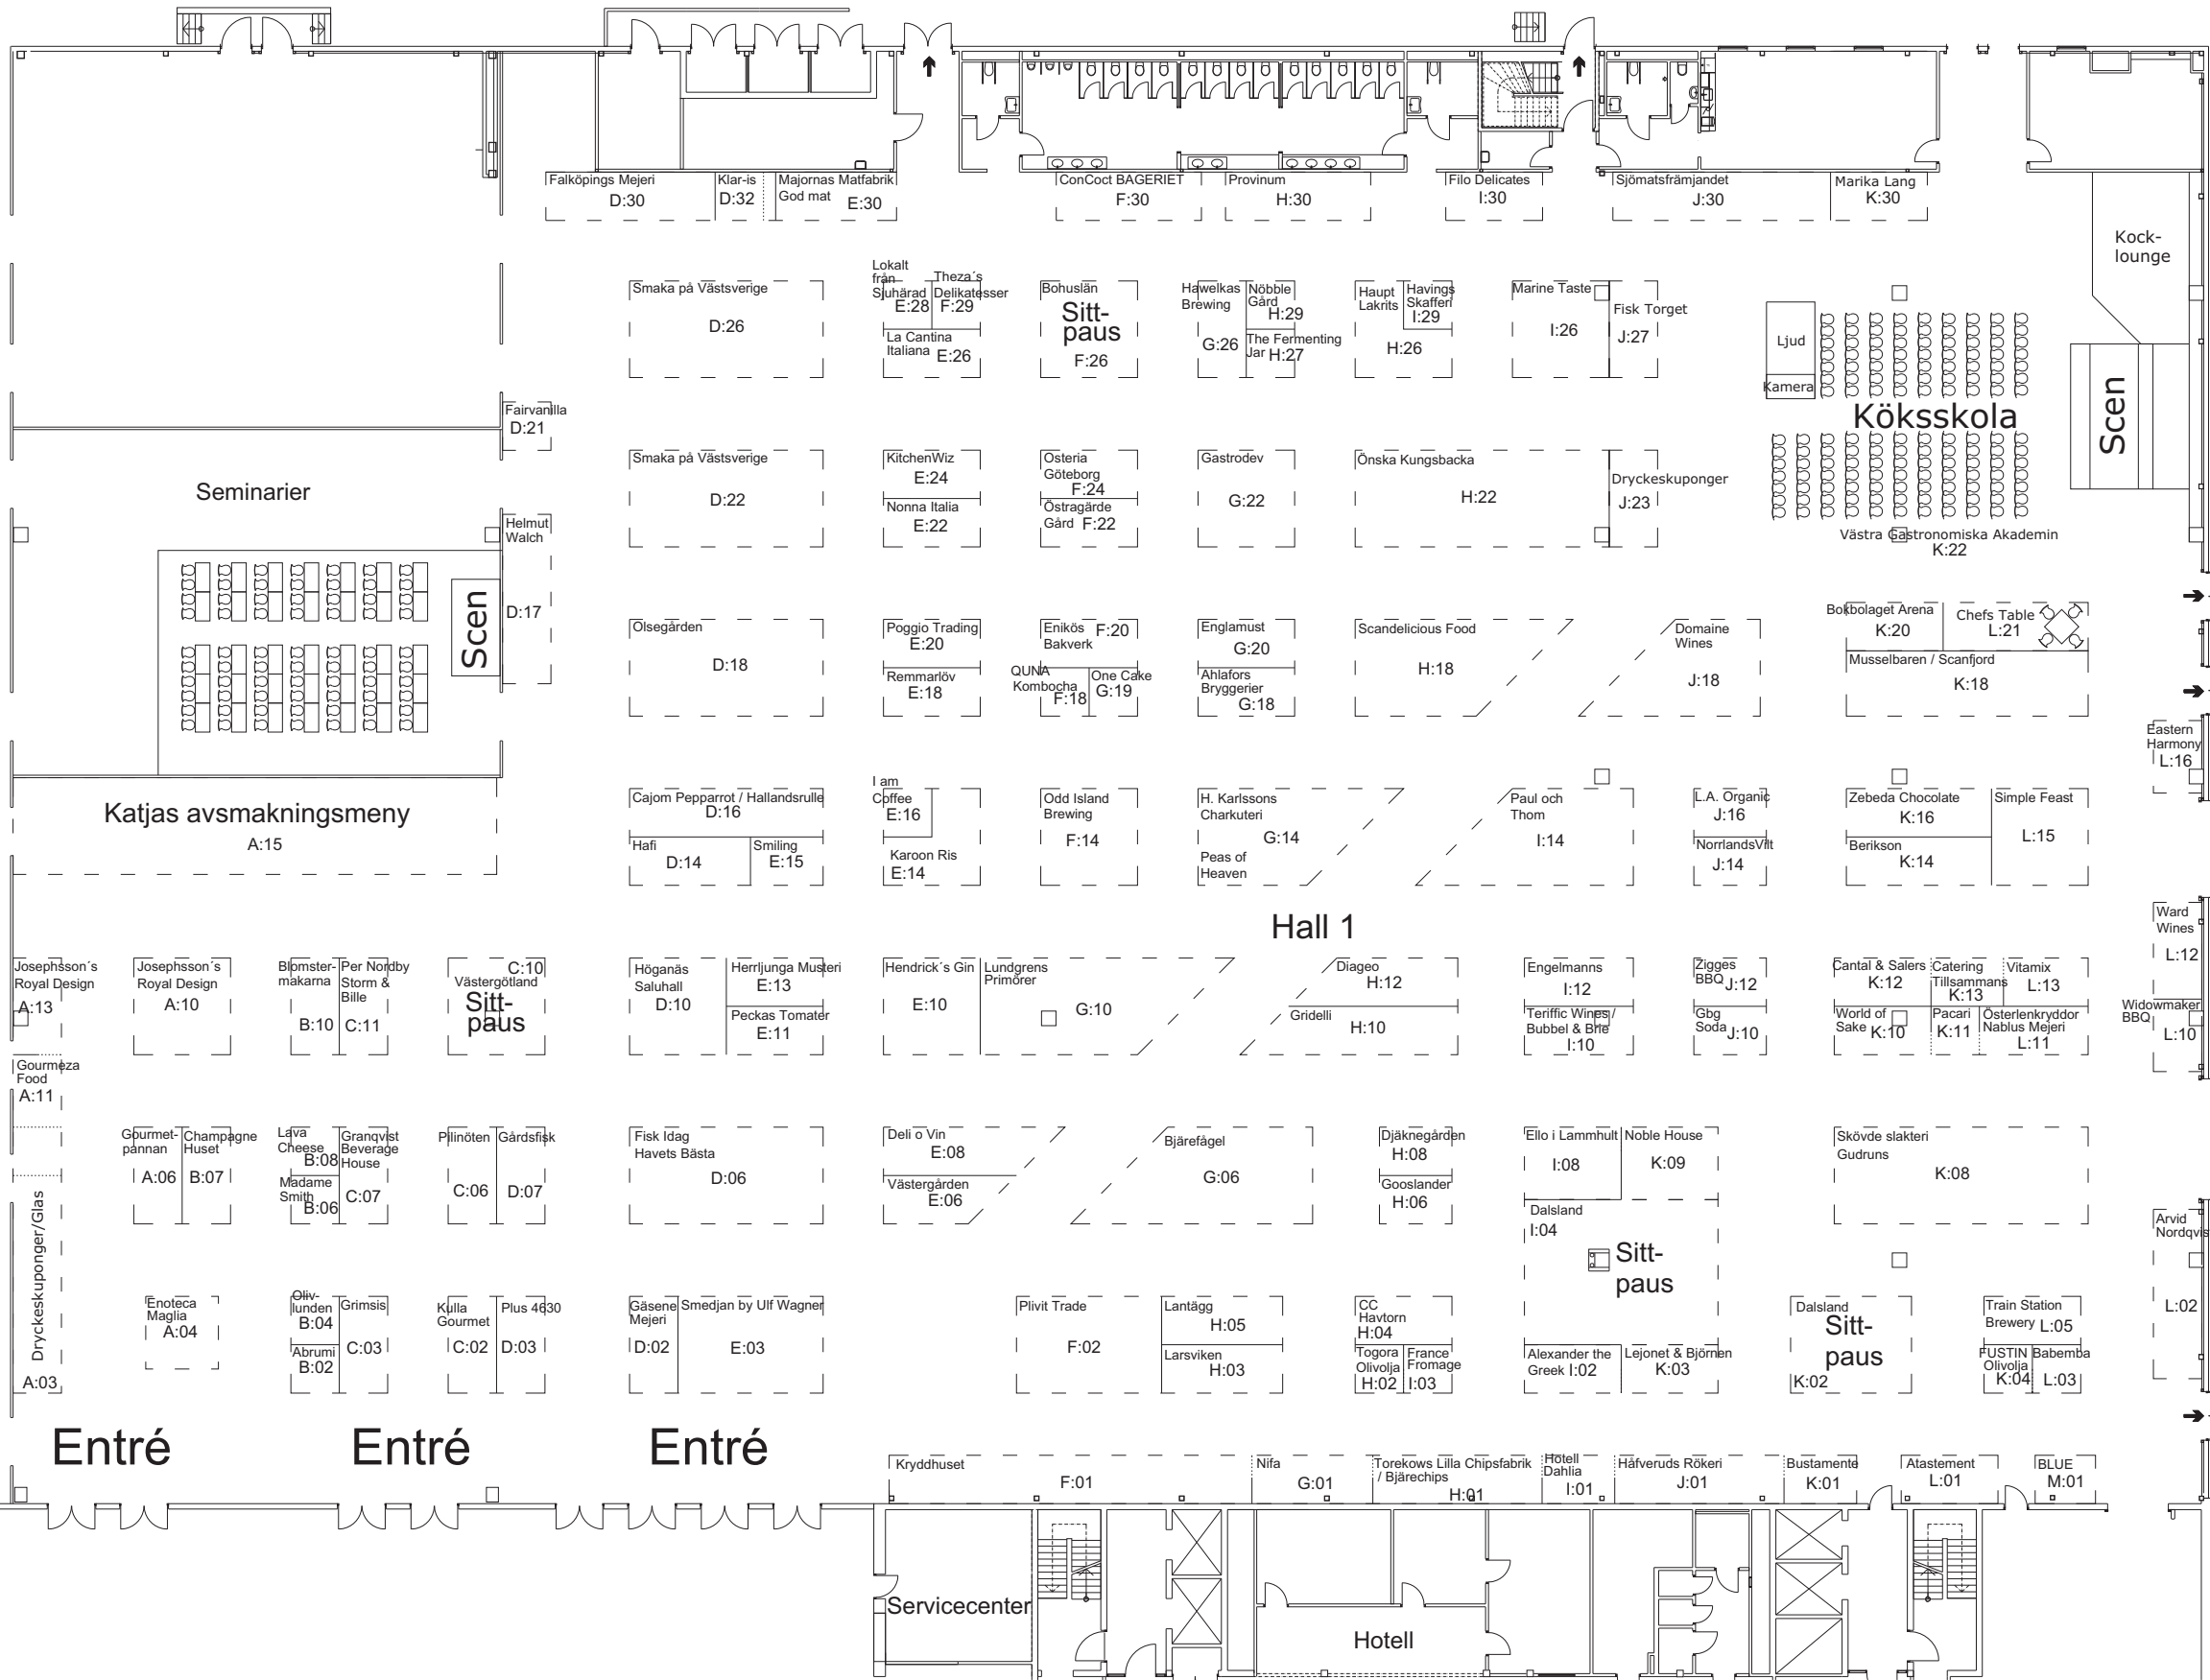 Falköpings Mejeri
D:30
Klar-is
D:32
Majornas Matfabrik
God mat
E:30
ConCoct BAGERIET
F:30
Provinum
H:30
Filo Delicates
I:30
Sjömatsfrämjandet
J:30
Marika Lang
K:30
Kock-
lounge
Smaka på Västsverige
D:26
Lokalt
från
Sjuhärad
E:28
Theza´s
Delikatesser
F:29
La Cantina
Italiana
E:26
Bohuslän
Sitt-
paus
F:26
Hawelkas
Brewing
G:26
Nöbble
Gård
H:29
The Fermenting
Jar H:27
Haupt
Lakrits
H:26
Havings
Skafferi
I:29
Marine Taste
I:26
Fisk Torget
J:27
Ljud
Kamera
Köksskola
Scen
Fairvanilla
D:21
Seminarier
Smaka på Västsverige
D:22
KitchenWiz
E:24
Nonna Italia
E:22
Osteria
Göteborg
F:24
Östragärde
Gård F:22
Gastrodev
G:22
Önska Kungsbacka
H:22
Dryckeskuponger
J:23
Västra Gastronomiska Akademin
K:22
Helmut
Walch
D:17
Scen
Olsegården
D:18
Poggio Trading
E:20
Remmarlöv
E:18
Enikös
Bakverk
F:20
QUNA
Kombocha
F:18
One Cake
G:19
Englamust
G:20
Ahlafors
Bryggerier
G:18
Scandelicious Food
H:18
Domaine
Wines
J:18
Bokbolaget Arena
K:20
Chefs Table
L:21
Musselbaren / Scanfjord
K:18
Eastern
Harmony
L:16
Katjas avsmakningsmeny
A:15
Cajom Pepparrot / Hallandsrulle
D:16
Hafi
D:14
Smiling
E:15
I am
Coffee
E:16
Karoon Ris
E:14
Odd Island
Brewing
F:14
H. Karlssons
Charkuteri
G:14
Peas of
Heaven
Paul och
Thom
I:14
L.A. Organic
J:16
NorrlandsVilt
J:14
Zebeda Chocolate
K:16
Berikson
K:14
Simple Feast
L:15
Hall 1
Ward
Wines
L:12
Josephsson´s
Royal Design
A:13
Josephsson´s
Royal Design
A:10
Blomster-
makarna
B:10
Per Nordby
Storm &
Bille
C:11
C:10
Västergötland
Sitt-
paus
Höganäs
Saluhall
D:10
Herrljunga Musteri
E:13
Peckas Tomater
E:11
Hendrick´s Gin
E:10
Lundgrens
Primörer
G:10
Diageo
H:12
Gridelli
H:10
Engelmanns
I:12
Teriffic Wines /
Bubbel & Brie
I:10
Zigges
BBQ
J:12
Gbg
Soda
J:10
Cantal & Salers
K:12
Catering
Tillsammans
K:13
Vitamix
L:13
World of
Sake
K:10
Pacari
K:11
Österlenkryddor
Nablus Mejeri
L:11
Widowmaker
BBQ
L:10
Gourmeza
Food
A:11
Gourmet-
pannan
A:06
Champagne
Huset
B:07
Lava
Cheese
B:08
Madame
Smith
B:06
Granqvist
Beverage
House
C:07
Pilinöten
C:06
Gårdsfisk
D:07
Fisk Idag
Havets Bästa
D:06
Deli o Vin
E:08
Västergården
E:06
Bjärefågel
G:06
Djäknegården
H:08
Gooslander
H:06
Ello i Lammhult
I:08
Noble House
K:09
Dalsland
I:04
Sitt-
paus
Skövde slakteri
Gudruns
K:08
Arvid
Nordqvis
L:02
Dryckeskuponger/Glas
A:03
Enoteca
Maglia
A:04
Oliv-
lunden
B:04
Abrumi
B:02
Grimsis
C:03
Kulla
Gourmet
C:02
Plus 4630
D:03
Gäsene
Mejeri
D:02
Smedjan by Ulf Wagner
E:03
Plivit Trade
F:02
Lantägg
H:05
Larsviken
H:03
CC
Havtorn
H:04
Togora
Olivolja
H:02
France
Fromage
I:03
Alexander the
Greek I:02
Lejonet & Björnen
K:03
Dalsland
Sitt-
paus
K:02
Train Station
Brewery L:05
FUSTIN
Olivolja
K:04
Babemba
L:03
Entré
Entré
Entré
Kryddhuset
F:01
Nifa
G:01
Torekows Lilla Chipsfabrik
/ Bjärechips
H:01
Hotell
Dahlia
I:01
Håfveruds Rökeri
J:01
Bustamente
K:01
Atastement
L:01
BLUE
M:01
Servicecenter
Hotell